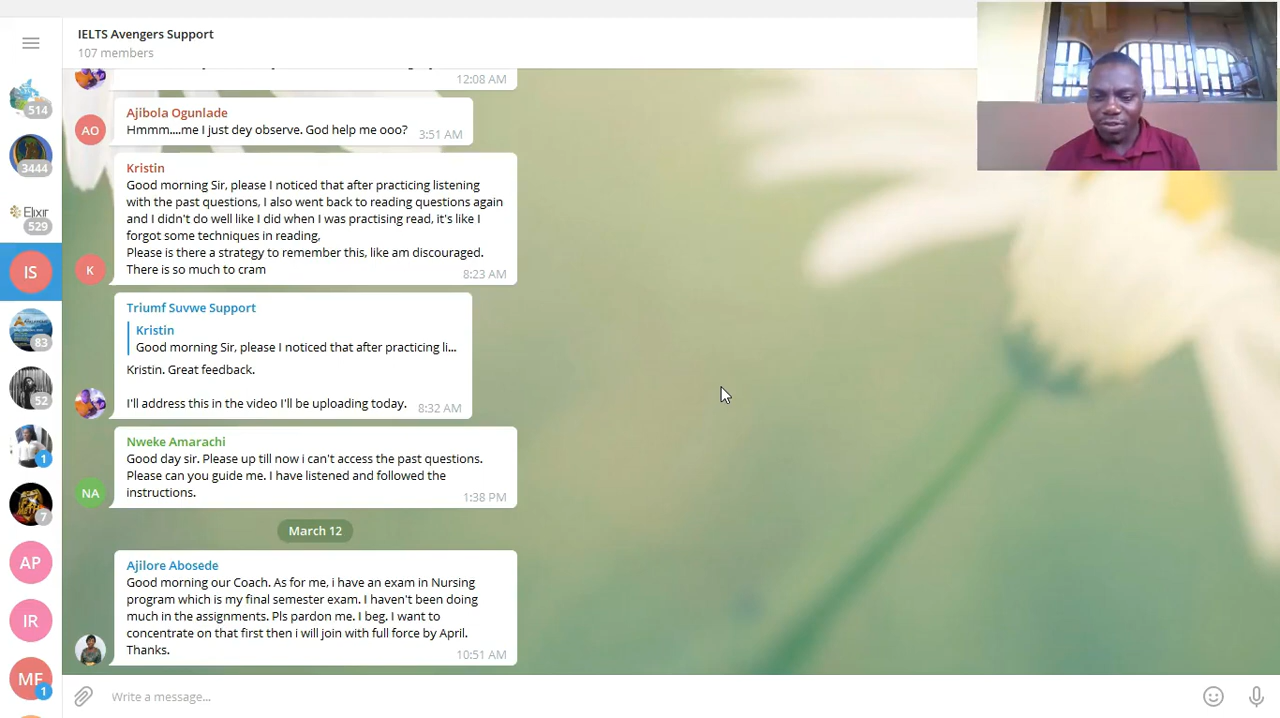 IELTS Avengers Support
107 members
514
3444
Elixir
529
IS
83
52
1
7
AP
IR
MF
1
12:08 AM
AO
Ajibola Ogunlade
Hmmm....me I just dey observe. God help me ooo?
3:51 AM
Kristin
Good morning Sir, please I noticed that after practicing listening
with the past questions, I also went back to reading questions again
and I didn't do well like I did when I was practising read, it's like I
forgot some techniques in reading,
Please is there a strategy to remember this, like am discouraged.
There is so much to cram
8:23 AM
K
Triumf Suvwe Support
Kristin
Good morning Sir, please I noticed that after practicing li...
Kristin. Great feedback.
I'll address this in the video I'll be uploading today.
8:32 AM
Nweke Amarachi
Good day sir. Please up till now i can't access the past questions.
Please can you guide me. I have listened and followed the
instructions.
1:38 PM
NA
March 12
Ajilore Abosede
Good morning our Coach. As for me, i have an exam in Nursing
program which is my final semester exam. I haven't been doing
much in the assignments. Pls pardon me. I beg. I want to
concentrate on that first then i will join with full force by April.
Thanks.
10:51 AM
Write a message...